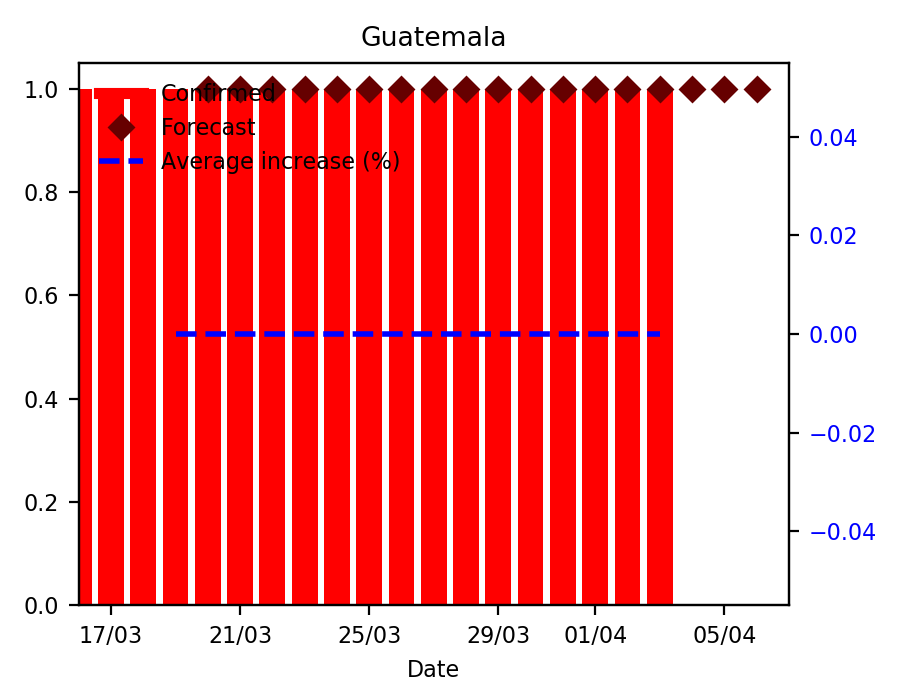 Guatemala
Confirmed
Forecast
Average increase (%)
1.0
0.8
0.6
0.4
0.2
0.0
0.04
0.02
0.00
−0.02
−0.04
17/03 21/03 25/03 29/03 01/04 05/04
Date